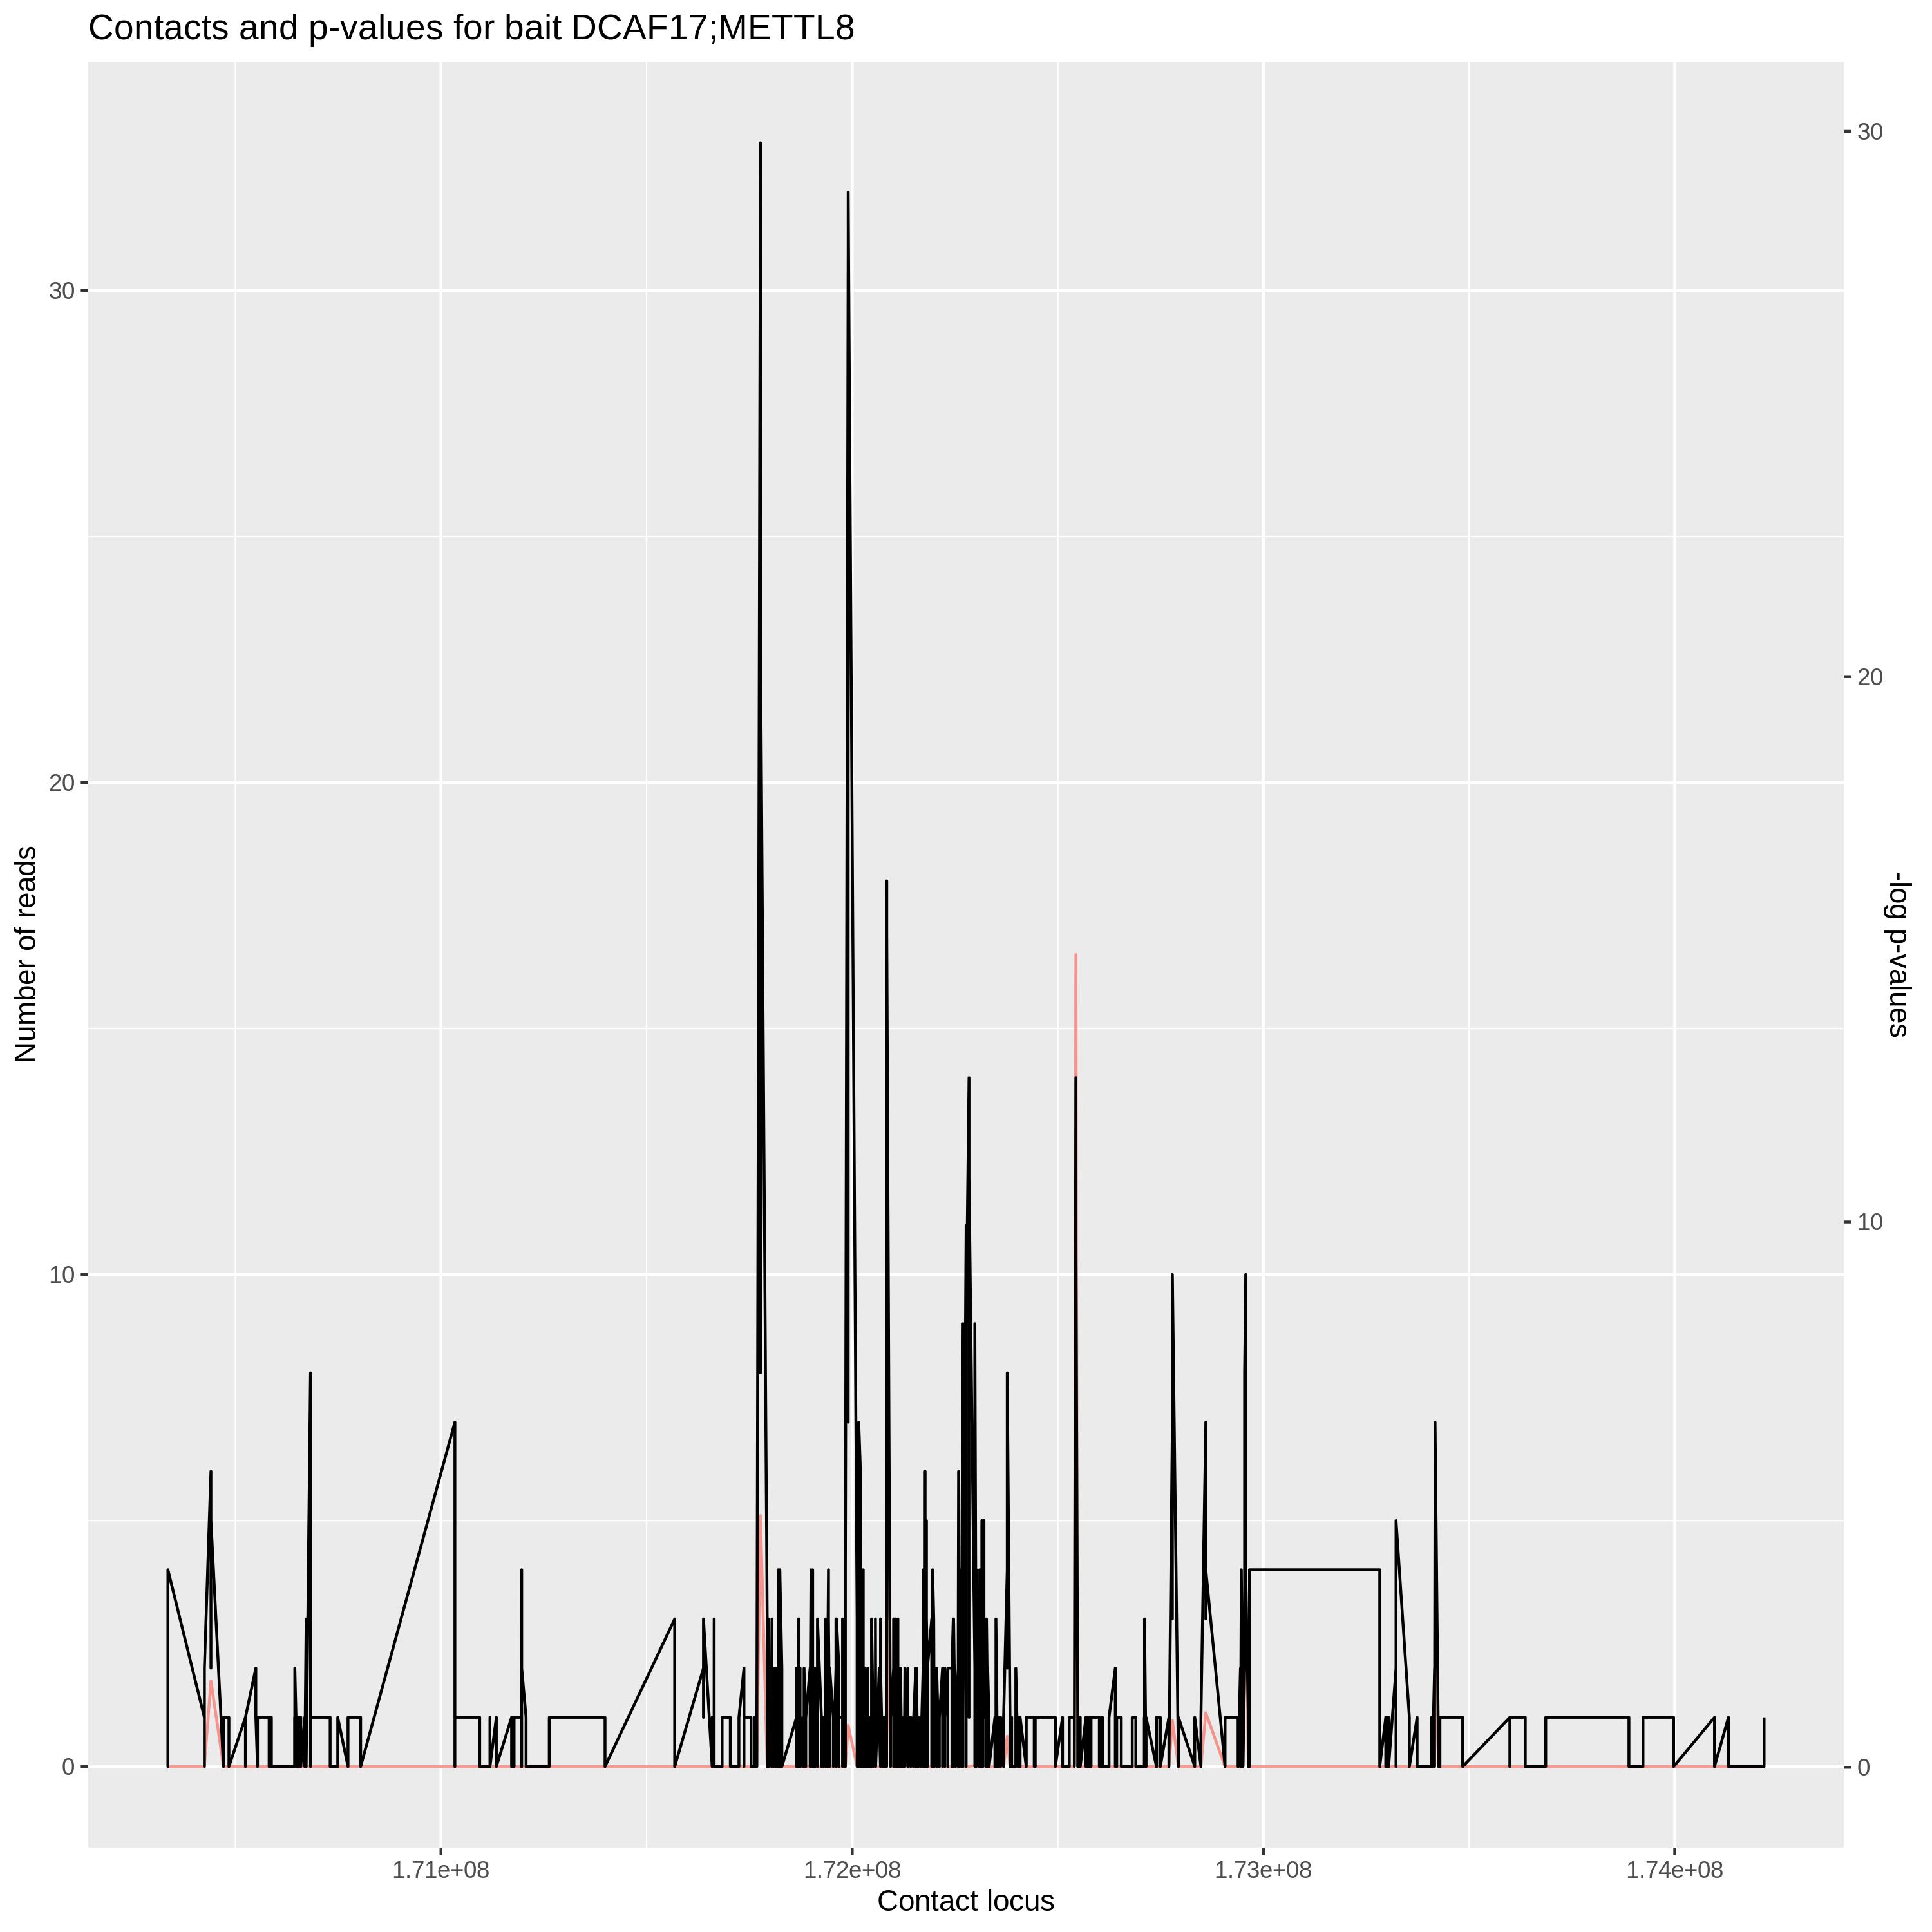 Contacts and p-values for bait DCAF17;METTL8
Number of reads
30
20
10
0
30
20
10
0
-log p-values
1.71e+08
1.72e+08
1.73e+08
1.74e+08
Contact locus